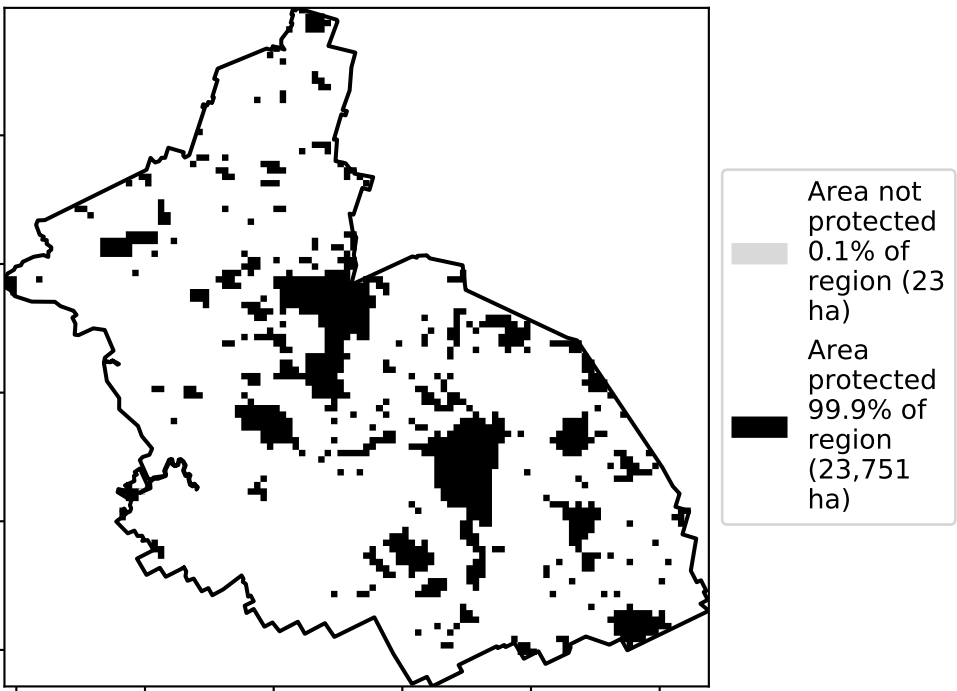 Area not
protected
0.1% of
region (23
ha)
Area
protected
99.9% of
region
(23,751
ha)